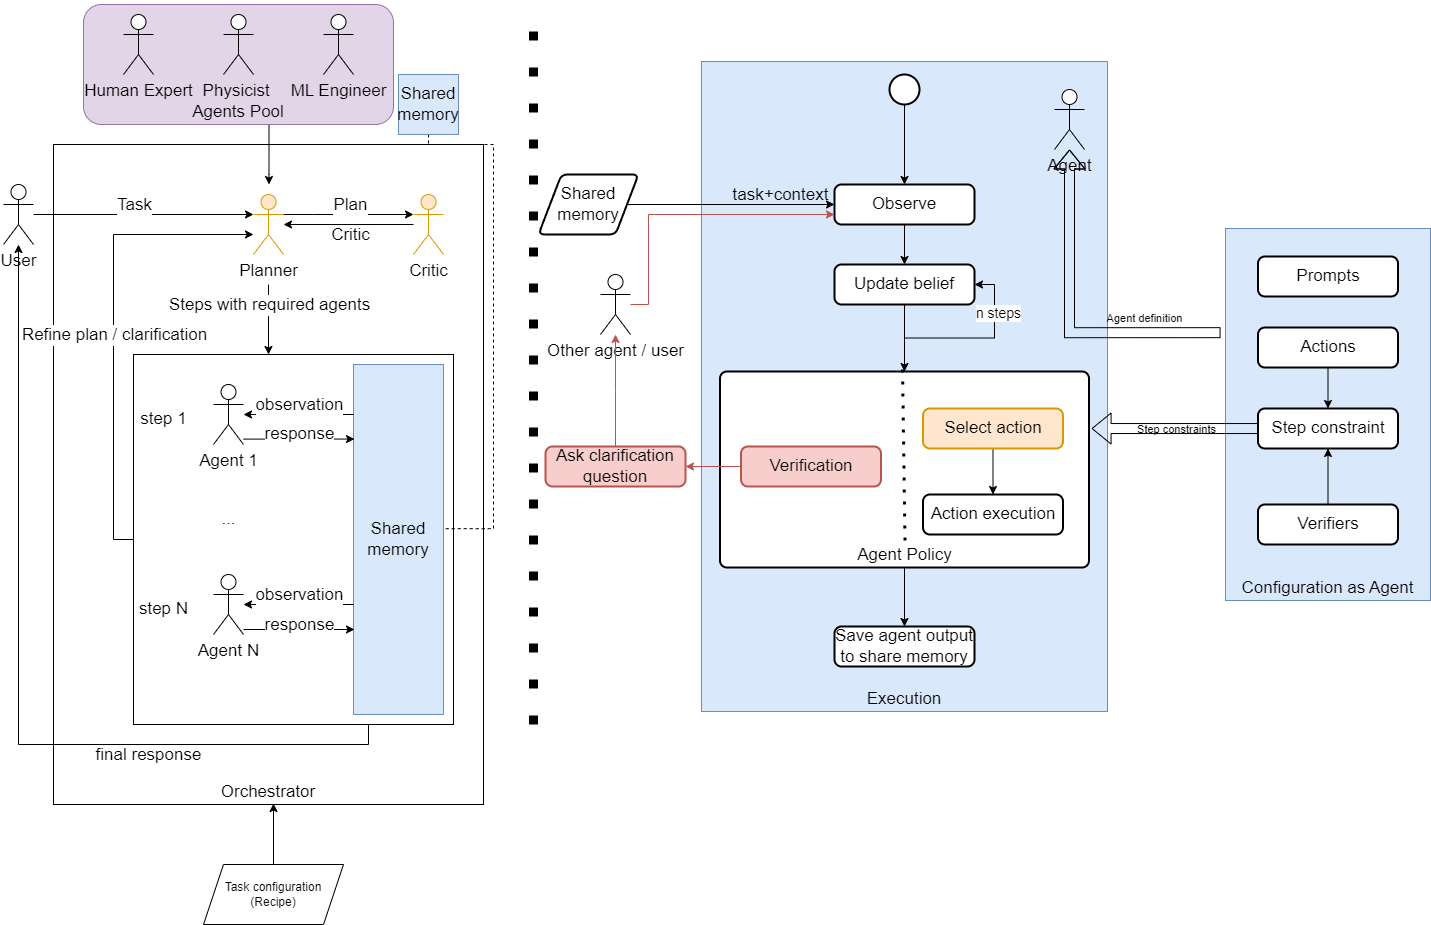 Human Expert
Physicist
ML Engineer
Agents Pool
Shared
memory
Task
Plan
Critic
User
Planner
Critic
Steps with required agents
Refine plan / clarification
step 1
observation
response
Agent 1
...
Shared
memory
step N
observation
response
Agent N
final response
Orchestrator
Task configuration
(Recipe)
Shared
memory
task+context
Observe
Agent
Update belief
n steps
Other agent / user
Agent definition
Prompts
Actions
Select action
Step constraints
Step constraint
Ask clarification
question
Verification
Action execution
Verifiers
Agent Policy
Configuration as Agent
Save agent output
to share memory
Execution